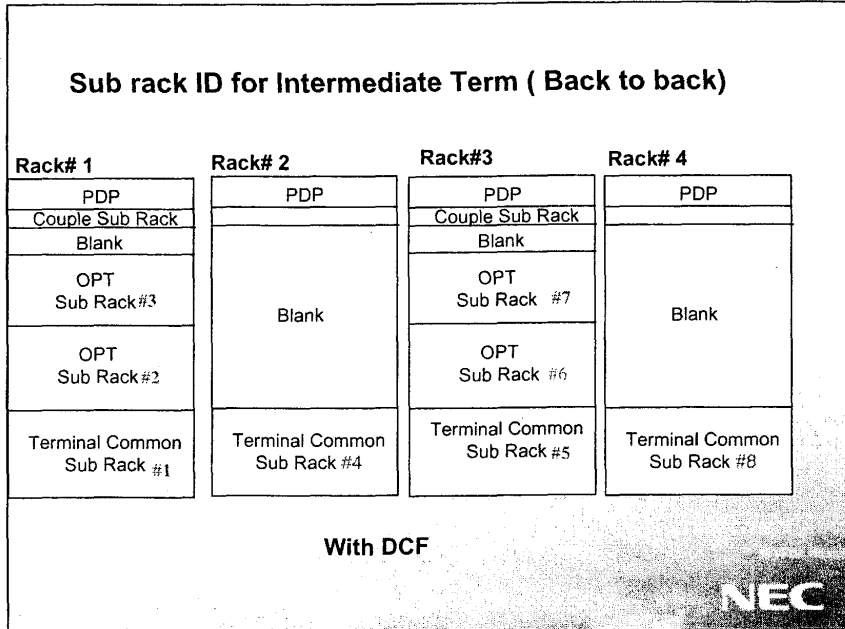 Sub rack ID for Intermediate Term ( Back to back)
Rack# 1
PDP
Couple Sub Rack
Blank
OPT
Sub Rack #3
OPT
Sub Rack #2
Terminal Common
Sub Rack #1
Rack# 2
PDP
Blank
Terminal Common
Sub Rack #4
Rack#3
PDP
Couple Sub Rack
Blank
OPT
Sub Rack #7
OPT
Sub Rack #6
Terminal Common
Sub Rack #5
Rack# 4
PDP
Blank
Terminal Common
Sub Rack #8
With DCF
NEC